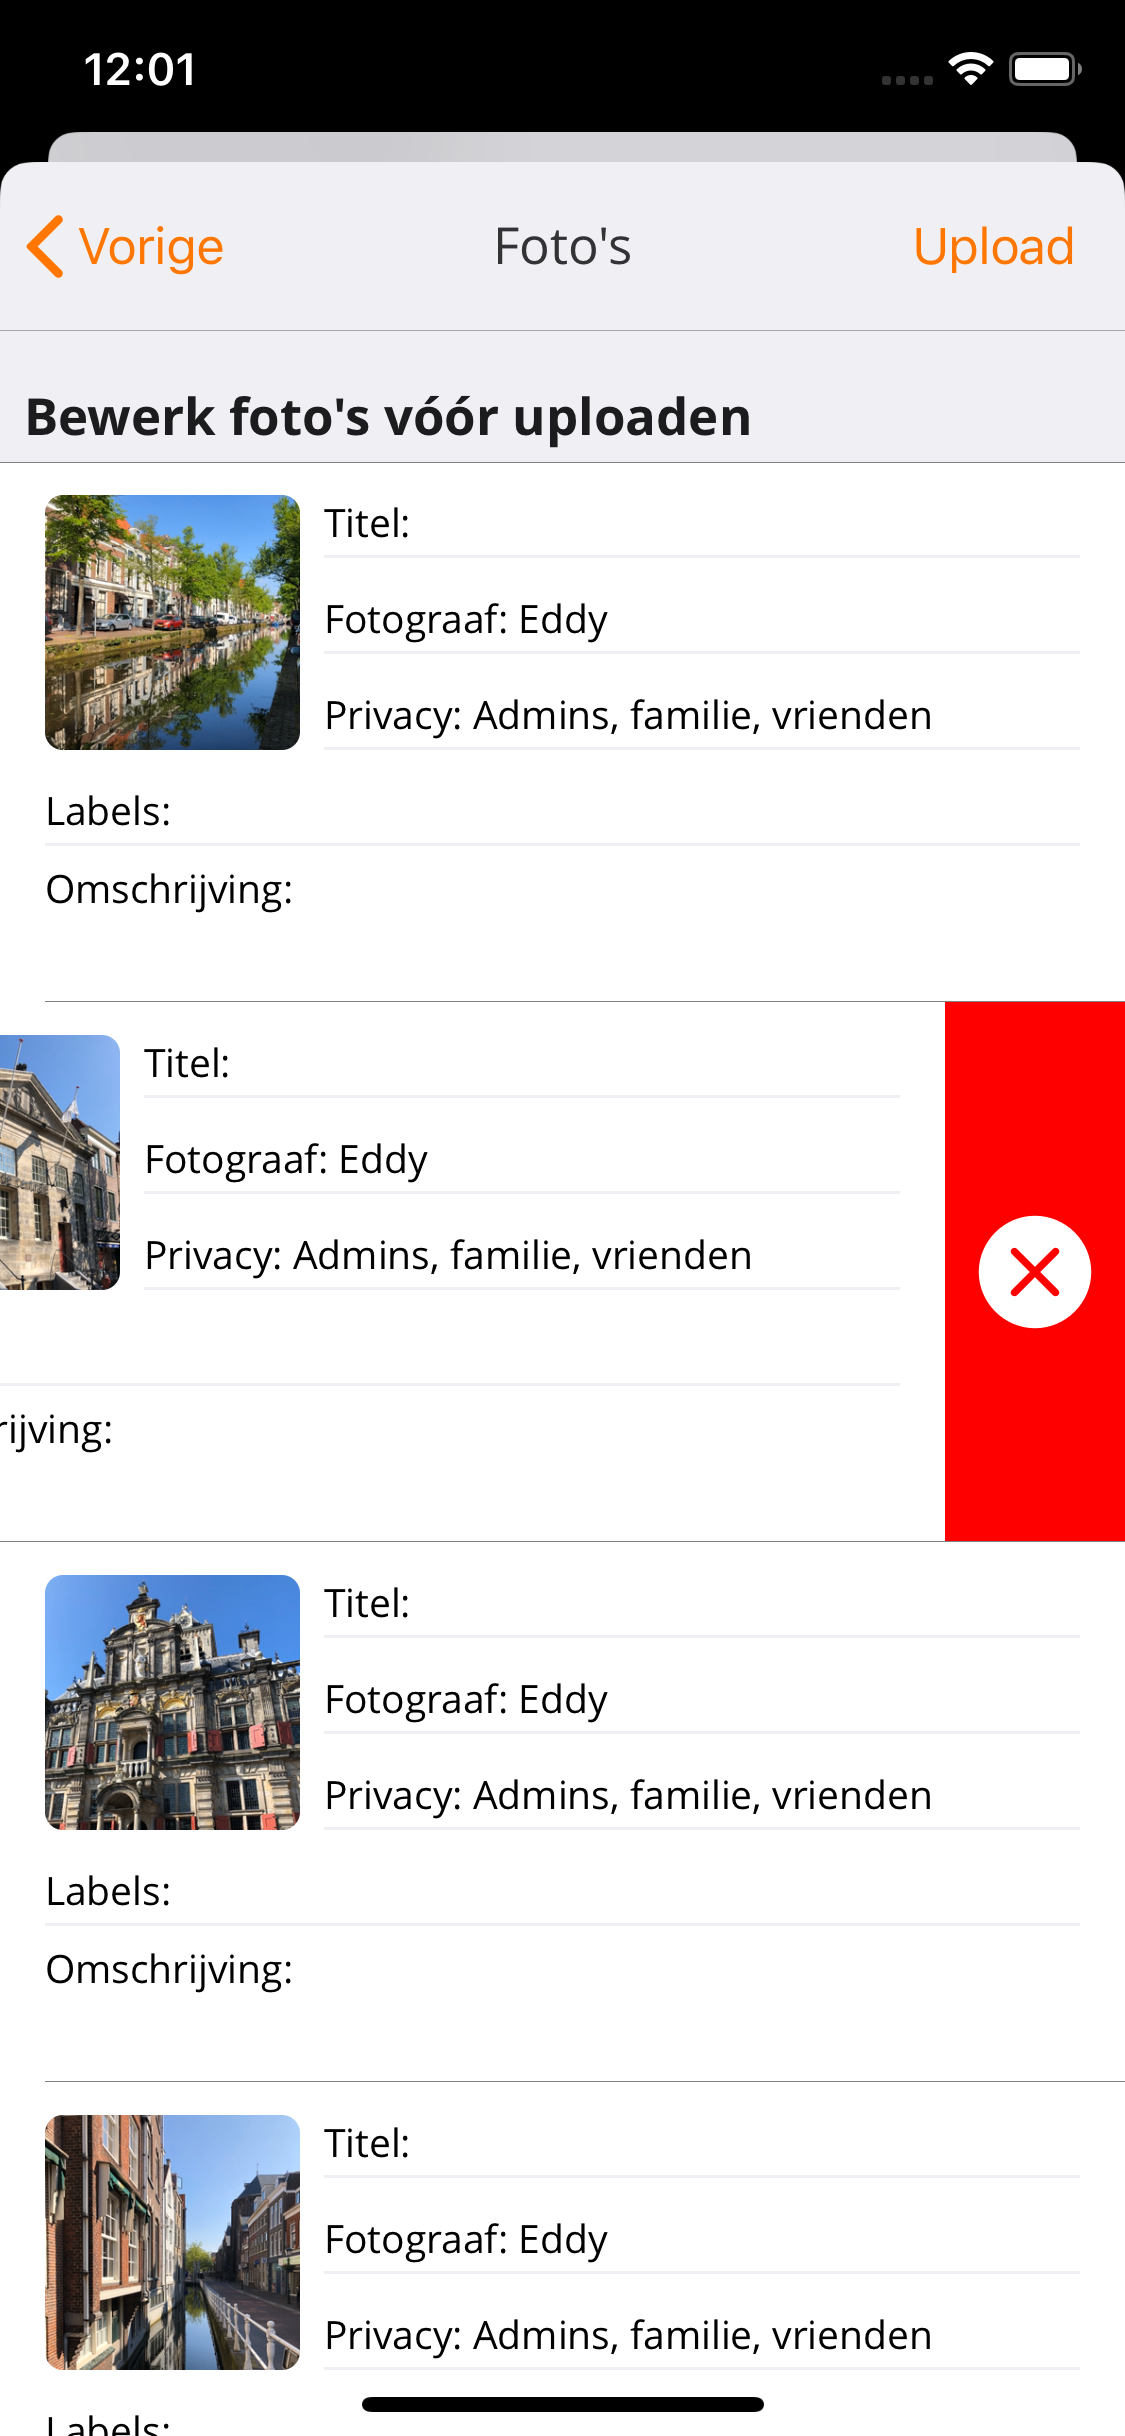 12:01
Vorige
Foto's
Upload
Bewerk foto's vóór uploaden
Titel:
Fotograaf: Eddy
Privacy: Admins, familie, vrienden
Labels:
Omschrijving:
Titel:
Fotograaf: Eddy
Privacy: Admins, familie, vrienden
rijving:
Titel:
Fotograaf: Eddy
Privacy: Admins, familie, vrienden
Labels:
Omschrijving:
Titel:
Fotograaf: Eddy
Privacy: Admins, familie, vrienden
Labels: